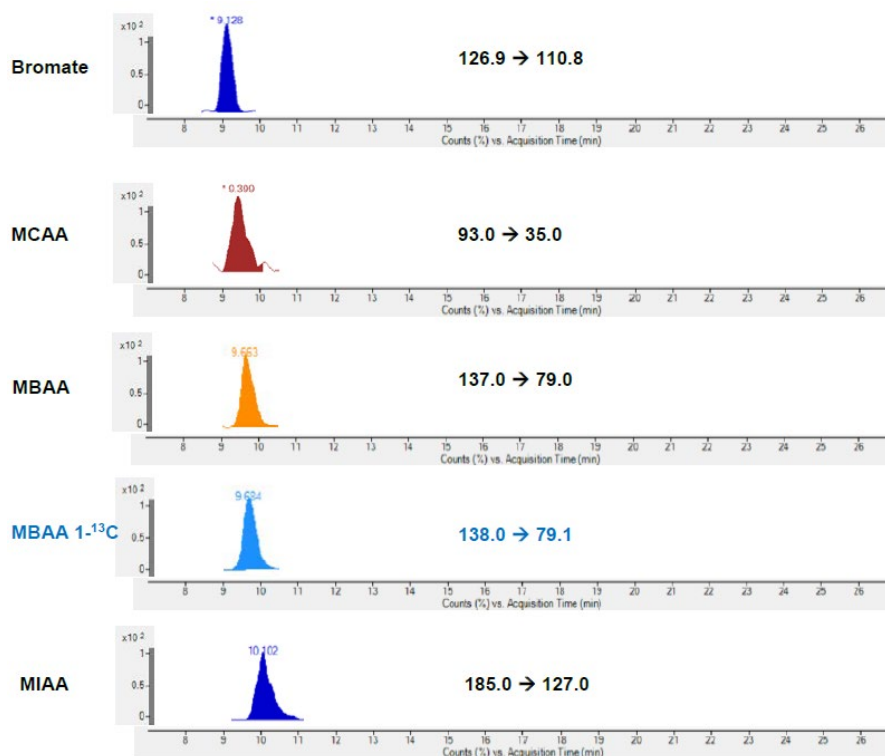 * 9.128
x10 -2
1
0.5
0
Bromate
126.9 → 110.8
8 9 10 11 12 13 14 15 16 17 18 19 20 21 22 23 24 25 26
Counts (%) vs. Acquisition Time (min)
x10 -2
1
0.5
0
MCAA
93.0 → 35.0
8 9 10 11 12 13 14 15 16 17 18 19 20 21 22 23 24 25 26
Counts (%) vs. Acquisition Time (min)
9.663
x10 -2
1
0.5
0
MBAA
137.0 → 79.0
8 9 10 11 12 13 14 15 16 17 18 19 20 21 22 23 24 25 26
Counts (%) vs. Acquisition Time (min)
9.684
x10 -2
1
0.5
0
MBAA 1-¹³C
138.0 → 79.1
8 9 10 11 12 13 14 15 16 17 18 19 20 21 22 23 24 25 26
Counts (%) vs. Acquisition Time (min)
10.102
x10 -2
1
0.5
0
MIAA
185.0 → 127.0
8 9 10 11 12 13 14 15 16 17 18 19 20 21 22 23 24 25 26
Counts (%) vs. Acquisition Time (min)